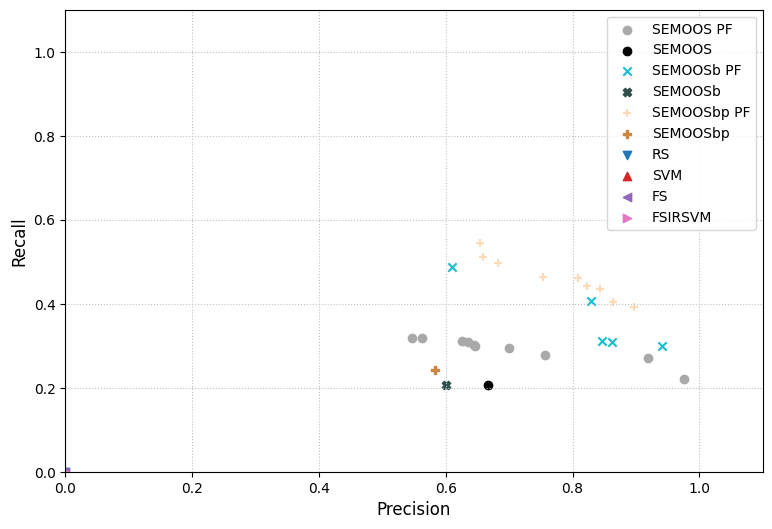 SEMOOS PF
SEMOOS
SEMOOSb PF
SEMOOSb
SEMOOSbp PF
SEMOOSbp
RS
SVM
FS
FSIRSVM
Recall
1.0
0.8
0.6
0.4
0.2
0.0
0.0 0.2 0.4 0.6 0.8 1.0
Precision